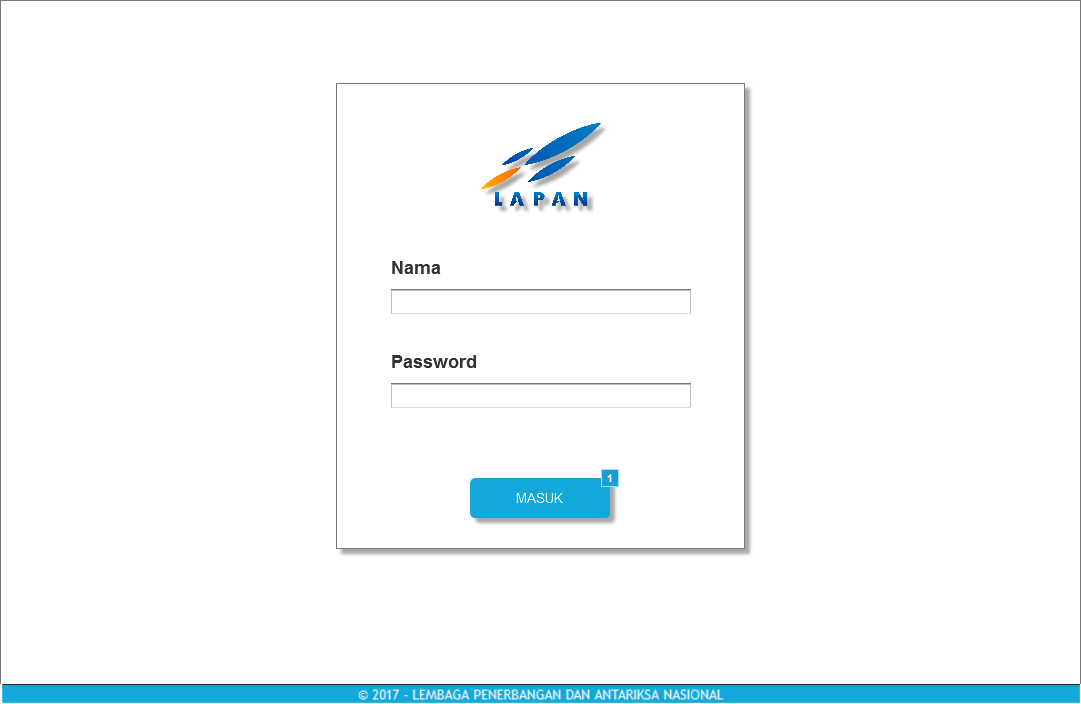 LAPAN
Nama
Password
1
MASUK
© 2017 - LEMBAGA PENERBANGAN DAN ANTARIKSA NASIONAL